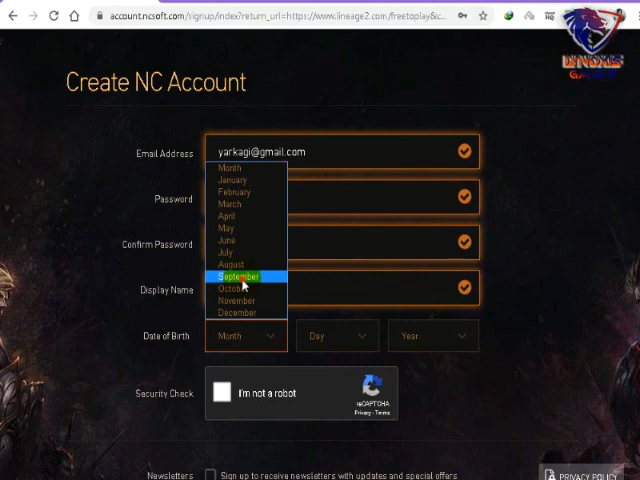 account.ncsoft.com/signup/index?return_url=https://www.lineage2.com/freetoplay&c...
Create NC Account
Email Address
yarkagi@gmail.com
Month
January
February
March
April
May
June
July
August
September
October
November
December
Password
Confirm Password
Display Name
Date of Birth
Month
Day
Year
Security Check
I'm not a robot
reCAPTCHA
Privacy - Terms
Newsletters
Sign up to receive newsletters with updates and special offers
PRIVACY POLICY